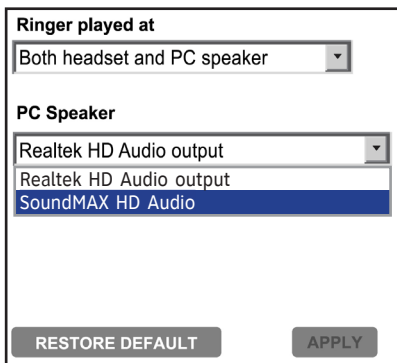 Ringer played at
Both headset and PC speaker
PC Speaker
Realtek HD Audio output
Realtek HD Audio output
SoundMAX HD Audio
RESTORE DEFAULT
APPLY